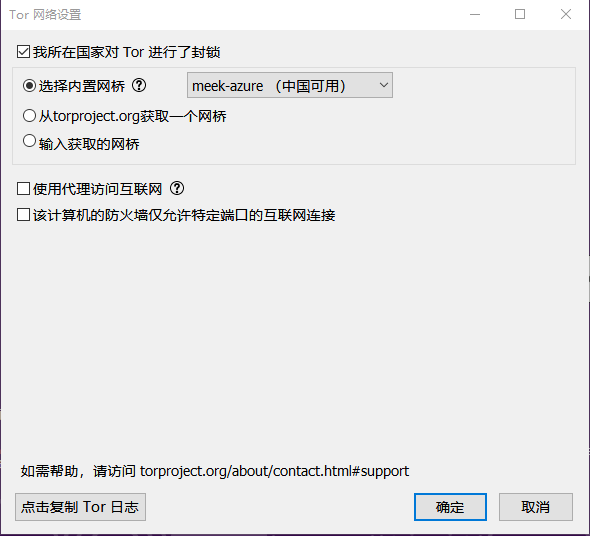 Tor 网络设置
我所在国家对 Tor 进行了封锁
选择内置网桥 ?
meek-azure （中国可用）
从torproject.org获取一个网桥
输入获取的网桥
使用代理访问互联网 ?
该计算机的防火墙仅允许特定端口的互联网连接
如需帮助，请访问 torproject.org/about/contact.html#support
点击复制 Tor 日志
确定
取消